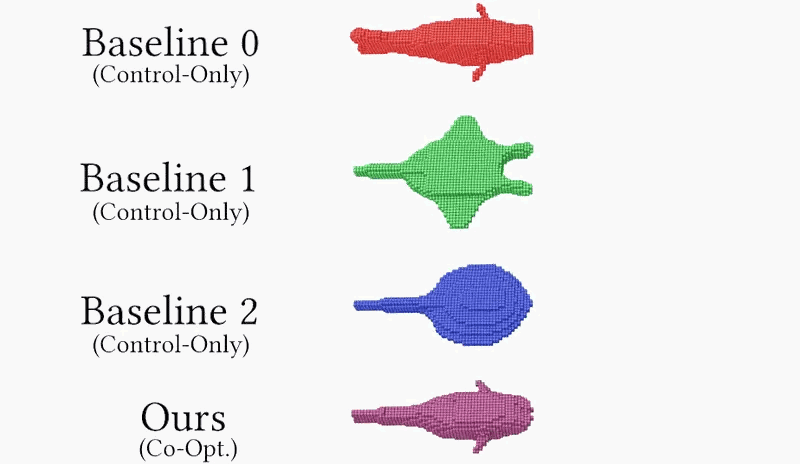 Baseline 0
(Control-Only)
Baseline 1
(Control-Only)
Baseline 2
(Control-Only)
Ours
(Co-Opt.)